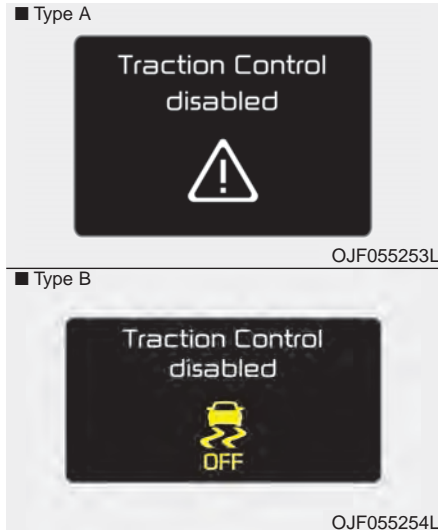 ■ Type A
Traction Control
disabled
OJF055253L
■ Type B
Traction Control
disabled
OFF
OJF055254L